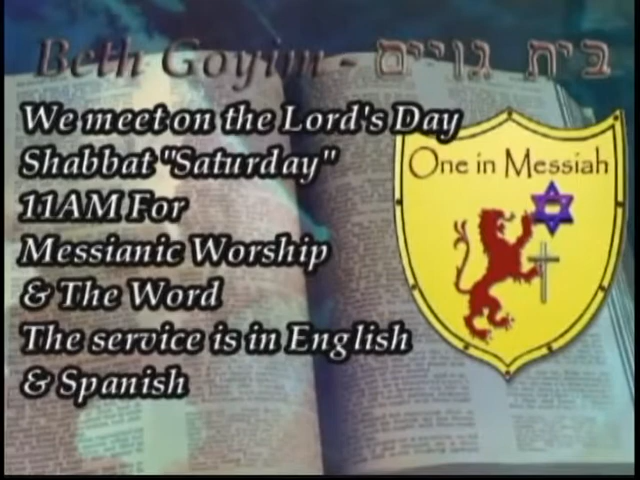 Beth Goyim - בית גויים
We meet on the Lord's Day
Shabbat "Saturday"
11AM For
Messianic Worship
& The Word
The service is in English
& Spanish
One in Messiah